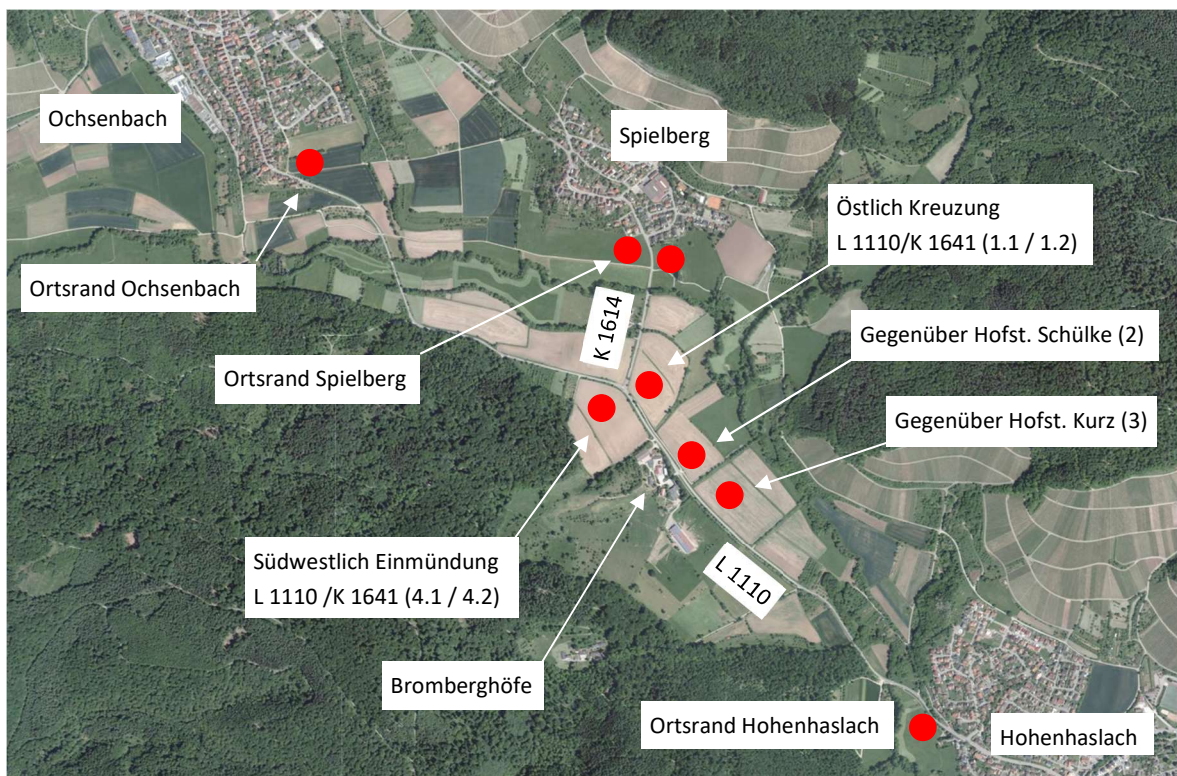 Ochsenbach
Spielberg
Östlich Kreuzung
L 1110/K 1641 (1.1 / 1.2)
Ortsrand Ochsenbach
K 1614
Gegenüber Hofst. Schülke (2)
Ortsrand Spielberg
Gegenüber Hofst. Kurz (3)
Südwestlich Einmündung
L 1110 /K 1641 (4.1 / 4.2)
L 1110
Bromberghöfe
Ortsrand Hohenhaslach
Hohenhaslach